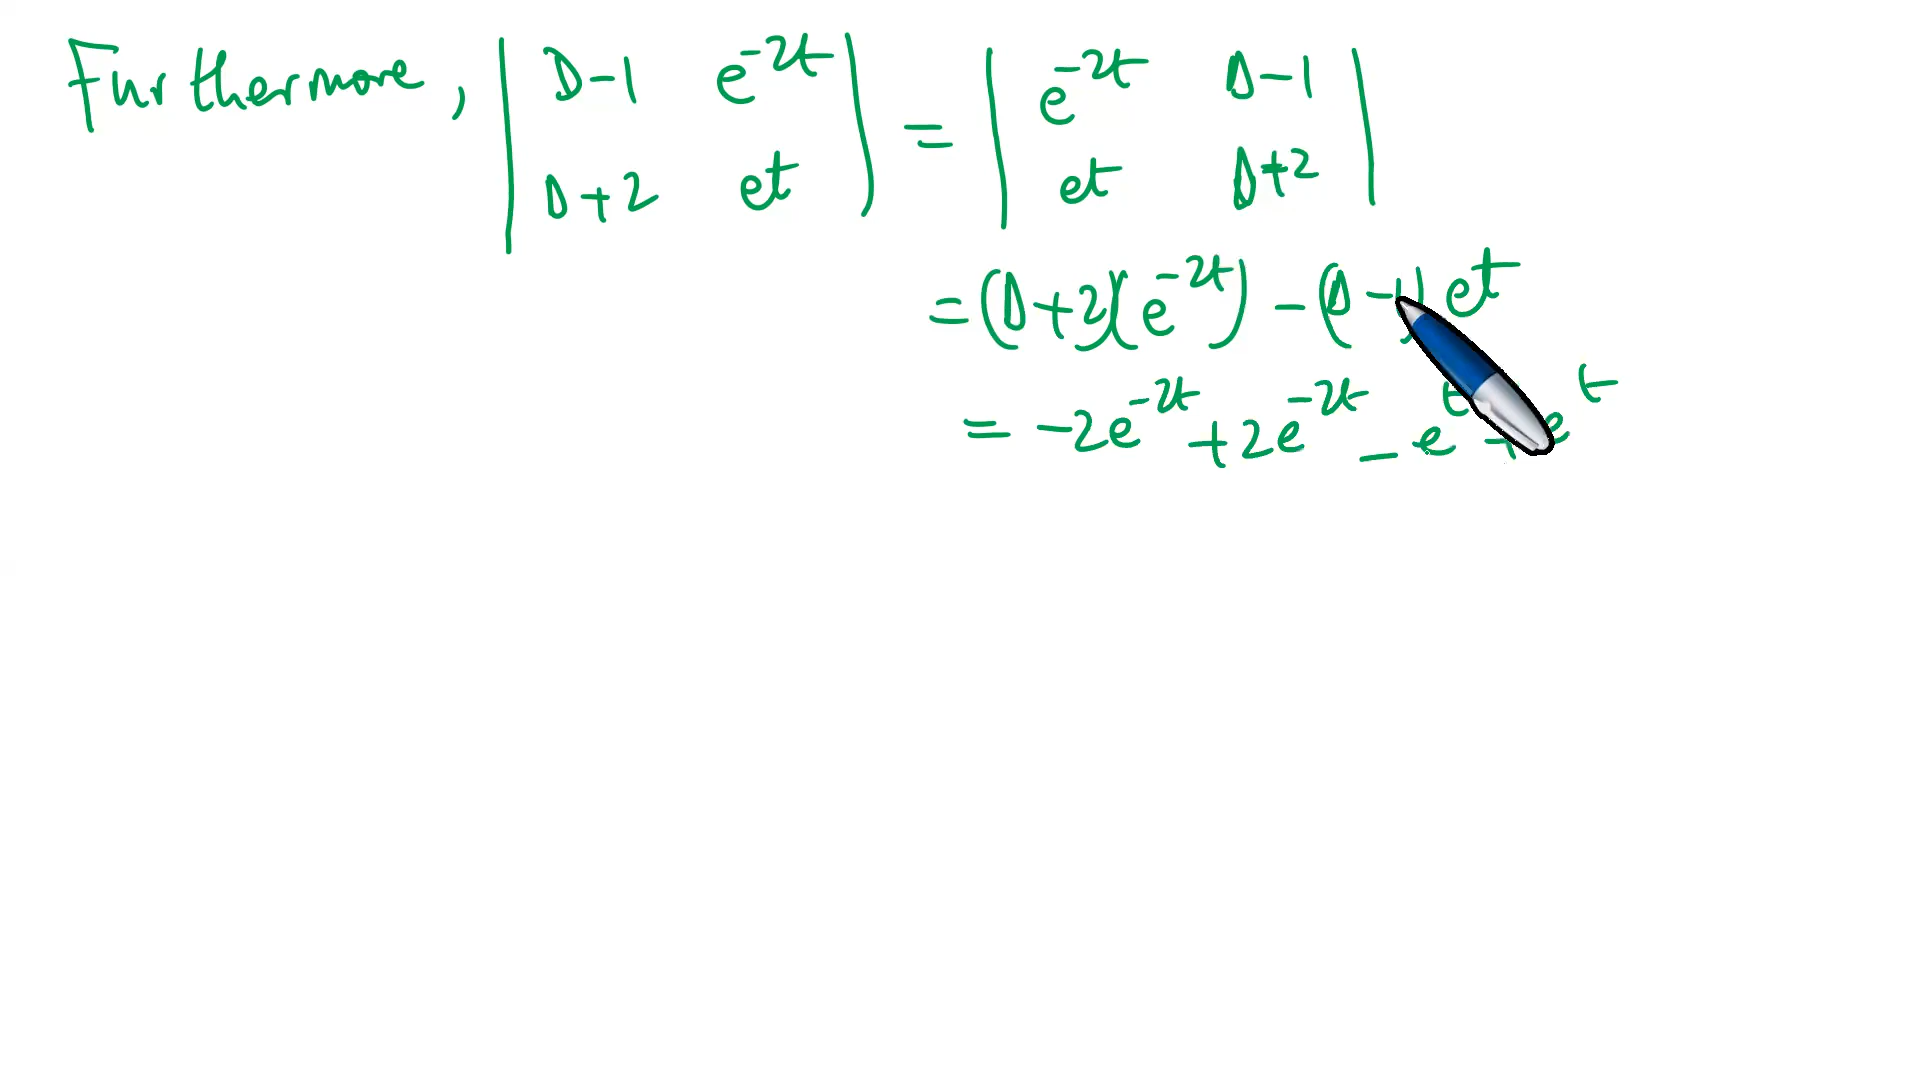 Furthermore, | D-1 e^{-2t} | = | e^{-2t} D-1 |
| D+2 e^t | | e^t D+2 |
= (D+2)(e^{-2t}) - (D-1) e^t
= -2e^{-2t} + 2e^{-2t} - e^t + e^t